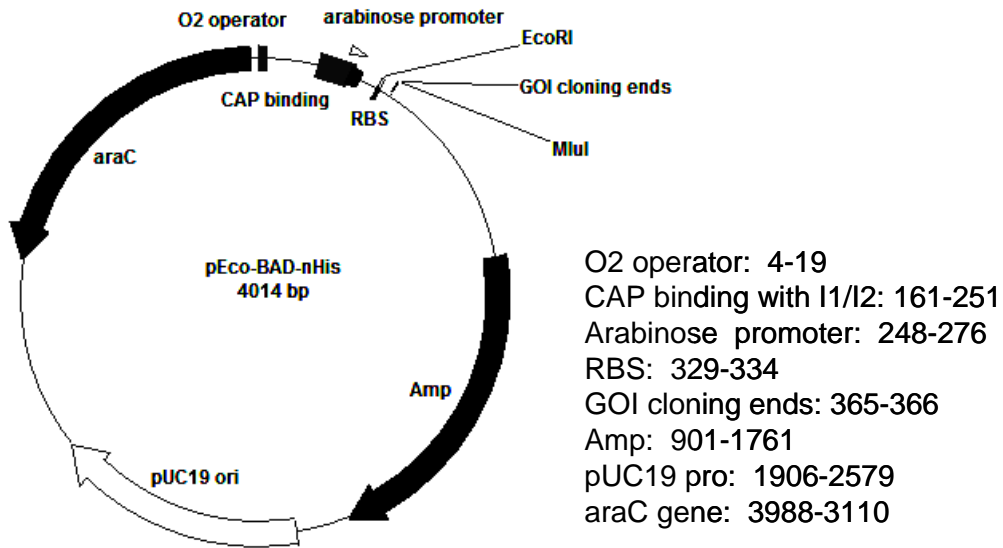 arabinose promoter
O2 operator
EcoRI
GOI cloning ends
CAP binding
RBS
MluI
araC
pEco-BAD-nHis
4014 bp
Amp
pUC19 ori
O2 operator: 4-19
CAP binding with I1/I2: 161-251
Arabinose promoter: 248-276
RBS: 329-334
GOI cloning ends: 365-366
Amp: 901-1761
pUC19 pro: 1906-2579
araC gene: 3988-3110